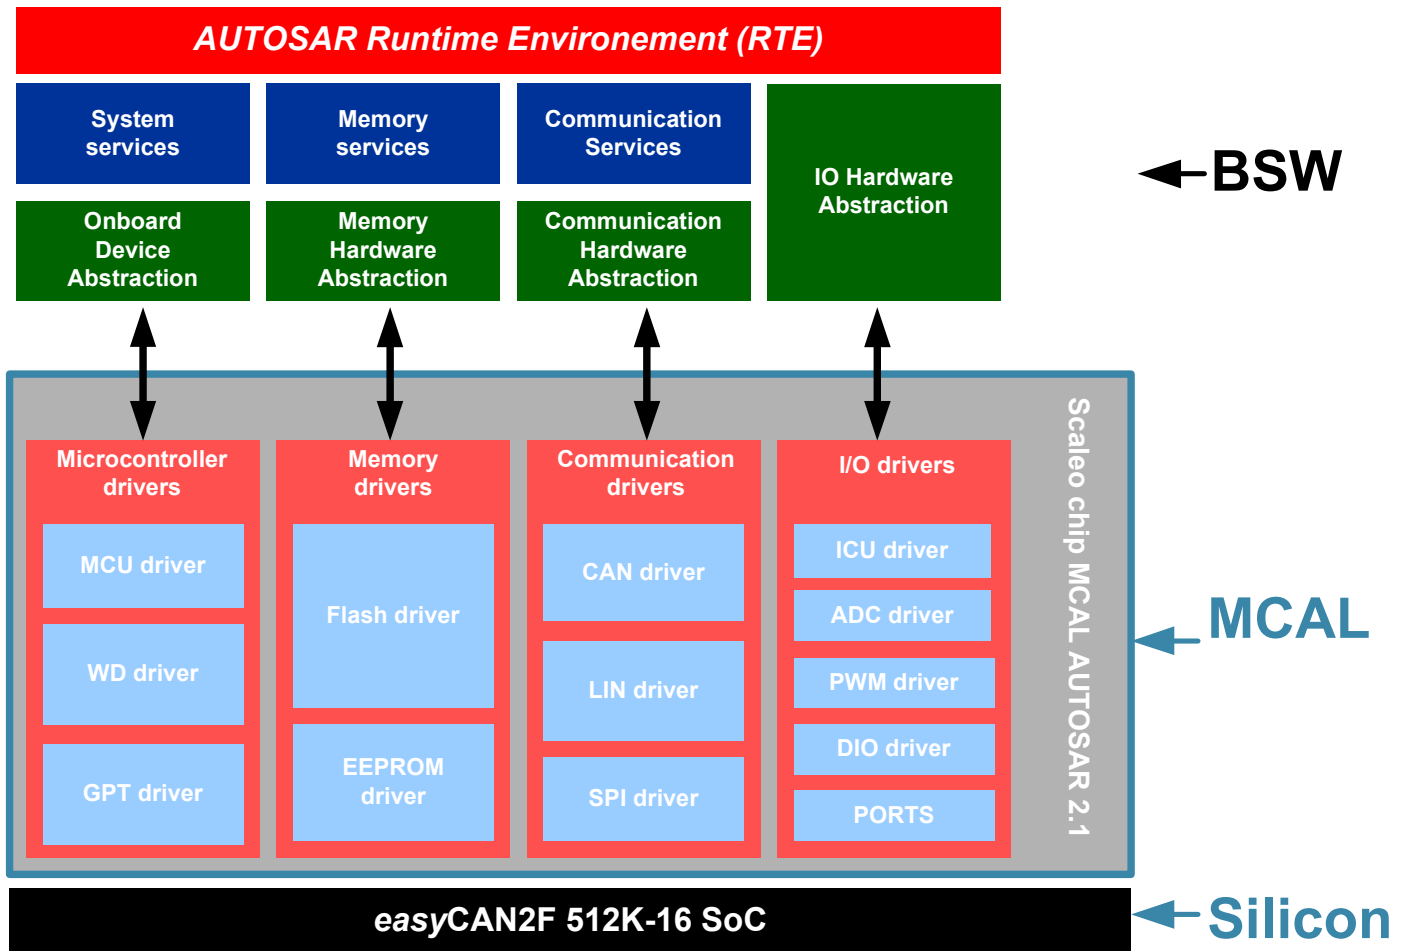 AUTOSAR Runtime Environement (RTE)
System
services
Memory
services
Communication
Services
IO Hardware
Abstraction
Onboard
Device
Abstraction
Memory
Hardware
Abstraction
Communication
Hardware
Abstraction
BSW
Microcontroller
drivers
MCU driver
WD driver
GPT driver
Memory
drivers
Flash driver
EEPROM
driver
Communication
drivers
CAN driver
LIN driver
SPI driver
I/O drivers
ICU driver
ADC driver
PWM driver
DIO driver
PORTS
Scaleo chip MCAL AUTOSAR 2.1
MCAL
easyCAN2F 512K-16 SoC
Silicon